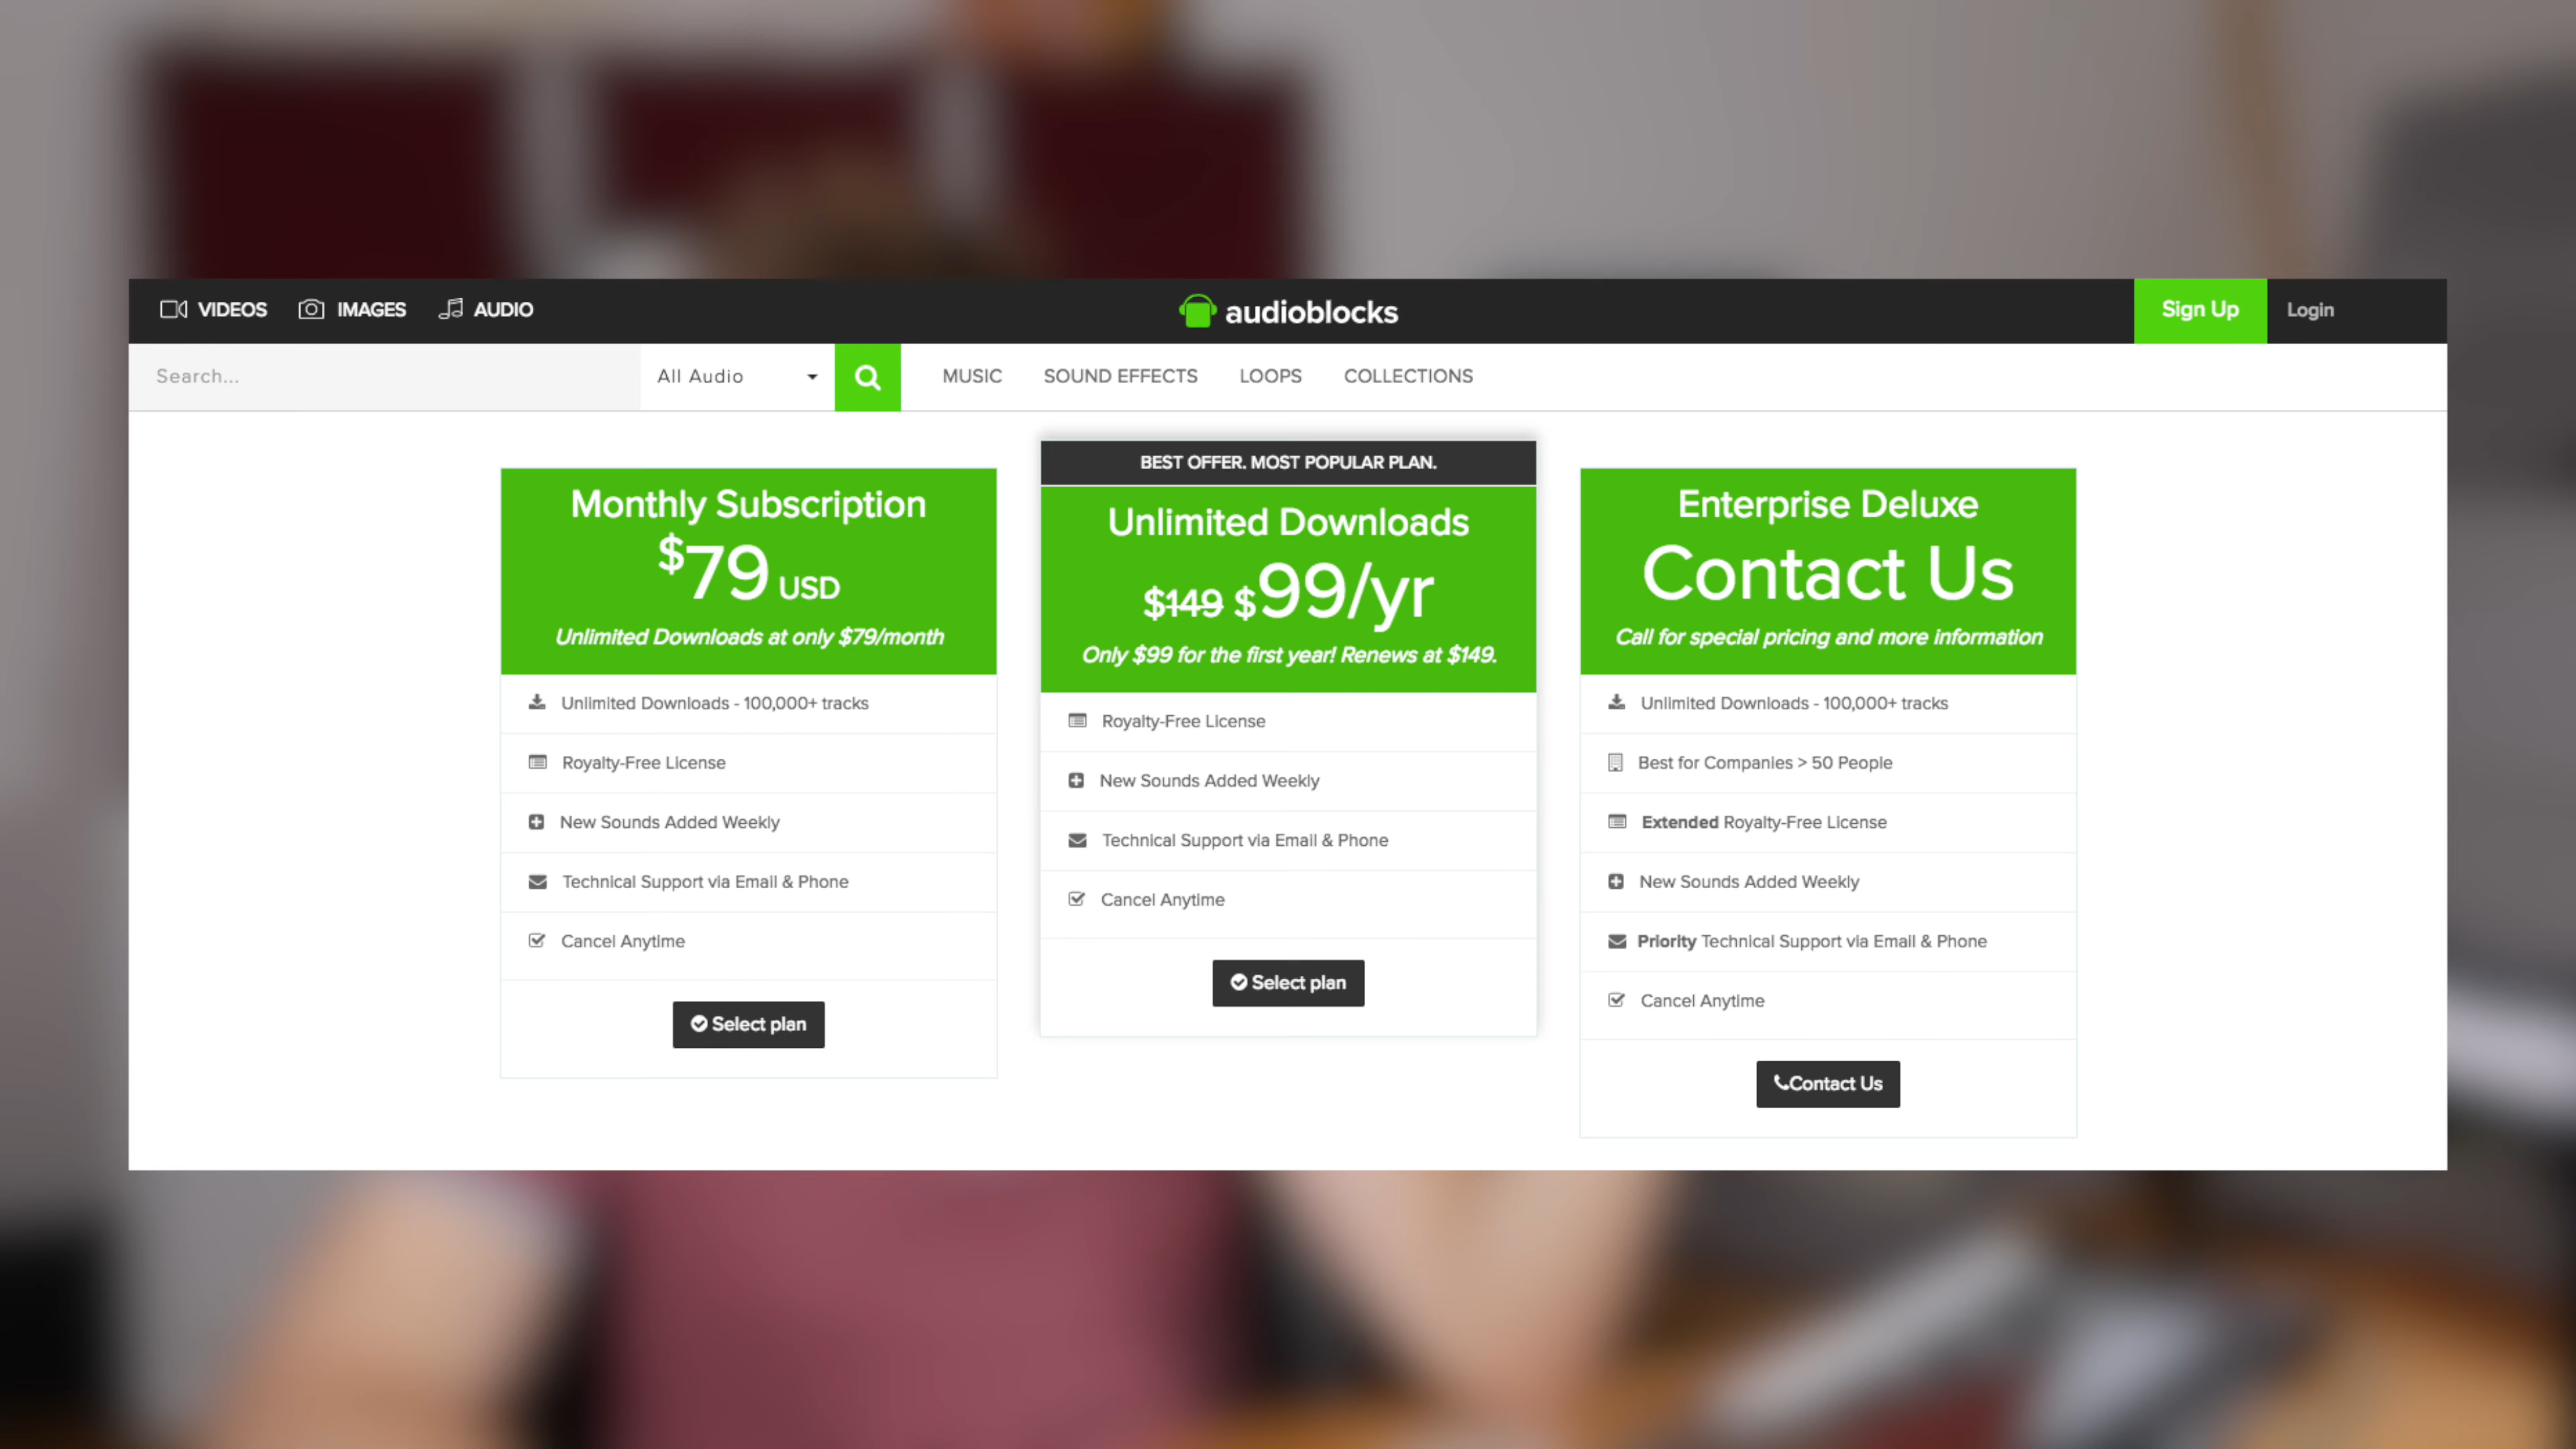 VIDEOS IMAGES AUDIO audioblocks Sign Up Login
Search... All Audio MUSIC SOUND EFFECTS LOOPS COLLECTIONS
Monthly Subscription
$79 USD
Unlimited Downloads at only $79/month
Unlimited Downloads - 100,000+ tracks
Royalty-Free License
New Sounds Added Weekly
Technical Support via Email & Phone
Cancel Anytime
Select plan
BEST OFFER. MOST POPULAR PLAN.
Unlimited Downloads
$149 $99/yr
Only $99 for the first year! Renews at $149.
Royalty-Free License
New Sounds Added Weekly
Technical Support via Email & Phone
Cancel Anytime
Select plan
Enterprise Deluxe
Contact Us
Call for special pricing and more information
Unlimited Downloads - 100,000+ tracks
Best for Companies > 50 People
Extended Royalty-Free License
New Sounds Added Weekly
Priority Technical Support via Email & Phone
Cancel Anytime
Contact Us